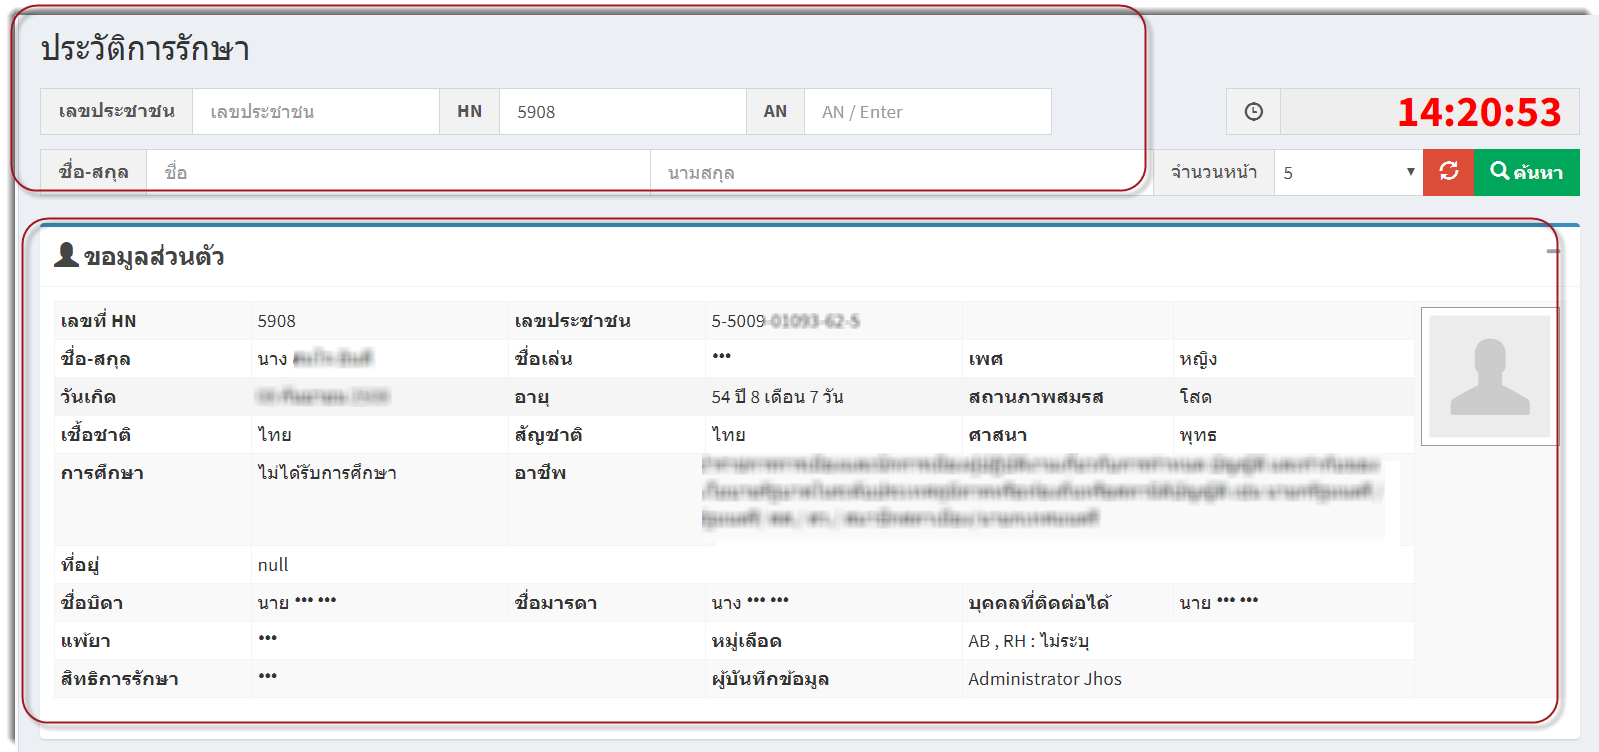 ประวัติการรักษา
เลขประชาชน เลขประชาชน HN 5908 AN AN / Enter 14:20:53
ชื่อ-สกุล ชื่อ นามสกุล จำนวนหน้า 5 ค้นหา
ขอมูลส่วนตัว
เลขที่ HN 5908 เลขประชาชน 5-5009
ชื่อ-สกุล นาง ชื่อเล่น *** เพศ หญิง
วันเกิด อายุ 54 ปี 8 เดือน 7 วัน สถานภาพสมรส โสด
เชื้อชาติ ไทย สัญชาติ ไทย ศาสนา พุทธ
การศึกษา ไม่ได้รับการศึกษา อาชีพ
ที่อยู่ null
ชื่อบิดา นาย *** *** ชื่อมารดา นาง *** *** บุคคลที่ติดต่อได้ นาย *** ***
แพ้ยา *** หมู่เลือด AB , RH : ไม่ระบุ
สิทธิการรักษา *** ผู้บันทึกข้อมูล Administrator Jhos